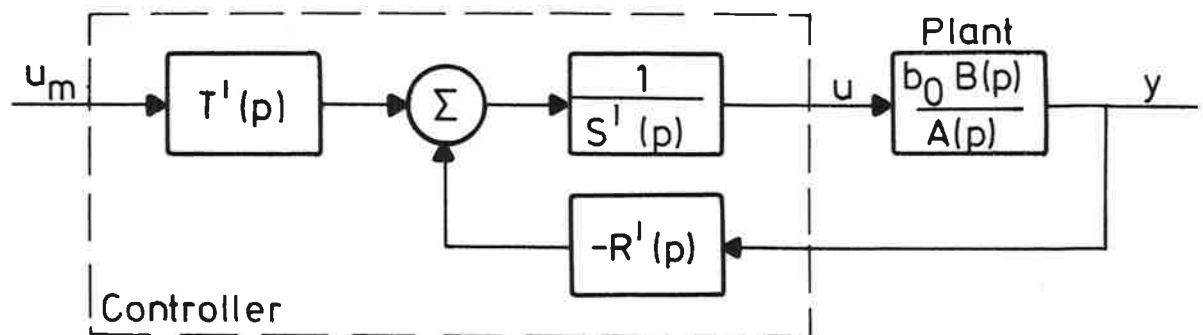 Plant
u_m
T'(p)
Σ
1
S'(p)
u
b_0 B(p)
A(p)
y
-R'(p)
Controller